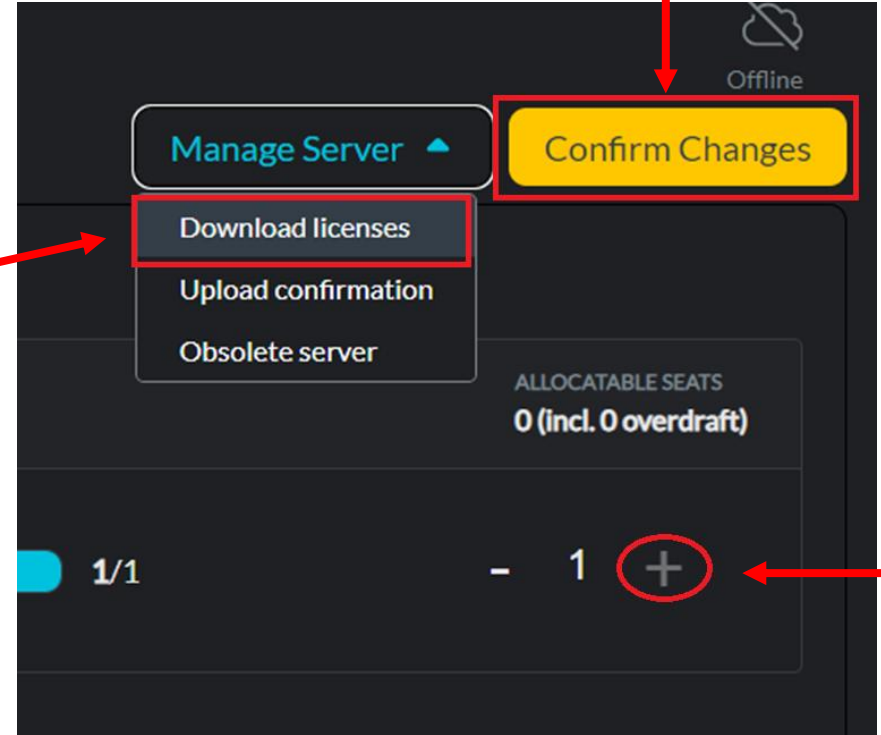 Offline
Manage Server
Confirm Changes
Download licenses
Upload confirmation
Obsolete server
ALLOCATABLE SEATS
0 (incl. 0 overdraft)
1/1
- 1 +